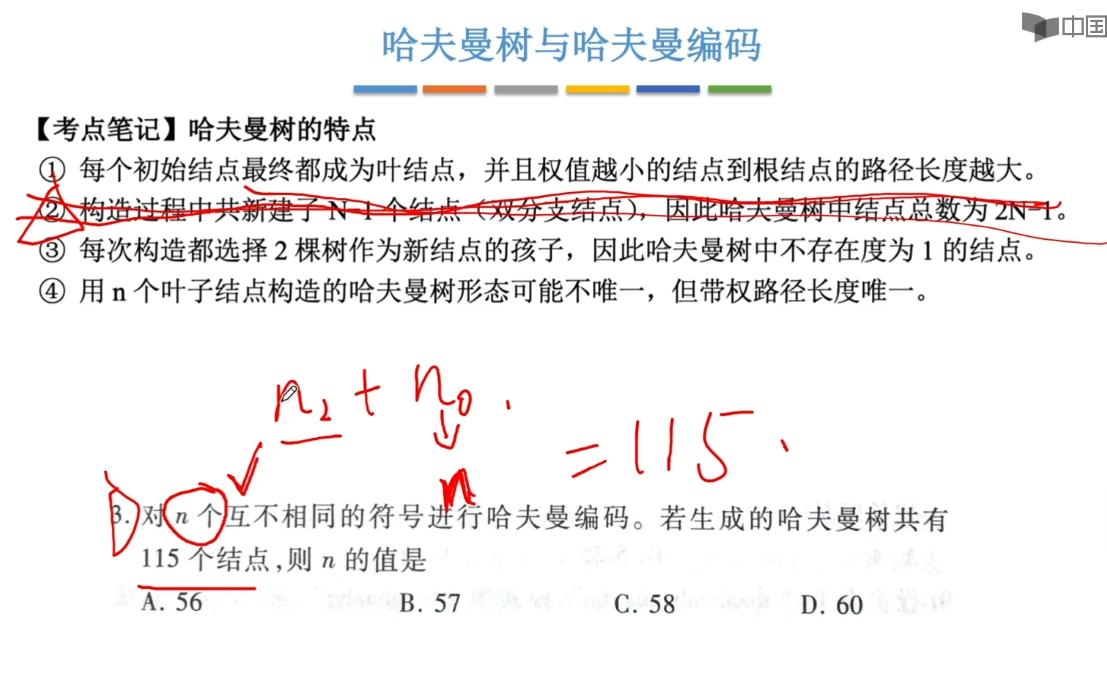 中国
哈夫曼树与哈夫曼编码
【考点笔记】哈夫曼树的特点
① 每个初始结点最终都成为叶结点，并且权值越小的结点到根结点的路径长度越大。
② 构造过程中共新建了 N-1 个结点（双分支结点），因此哈夫曼树中结点总数为 2N-1。
③ 每次构造都选择 2 棵树作为新结点的孩子，因此哈夫曼树中不存在度为 1 的结点。
④ 用 n 个叶子结点构造的哈夫曼树形态可能不唯一，但带权路径长度唯一。
n₂ + n₀ .
= 115 .
n
3. 对 n 个互不相同的符号进行哈夫曼编码。若生成的哈夫曼树共有
115 个结点,则 n 的值是
A. 56 B. 57 C. 58 D. 60